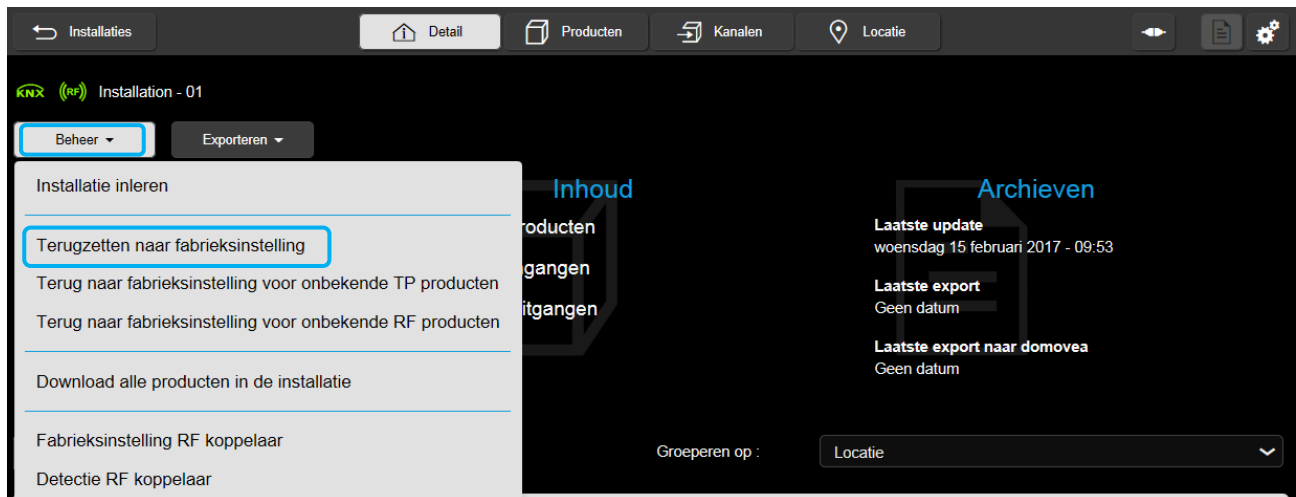 Installaties
Detail
Producten
Kanalen
Locatie
KNX ((RF)) Installation - 01
Beheer
Exporteren
Installatie inleren
Terugzetten naar fabrieksinstelling
Terug naar fabrieksinstelling voor onbekende TP producten
Terug naar fabrieksinstelling voor onbekende RF producten
Download alle producten in de installatie
Fabrieksinstelling RF koppelaar
Detectie RF koppelaar
Inhoud
roducten
gangen
itgangen
Archieven
Laatste update
woensdag 15 februari 2017 - 09:53
Laatste export
Geen datum
Laatste export naar domovea
Geen datum
Groeperen op :
Locatie